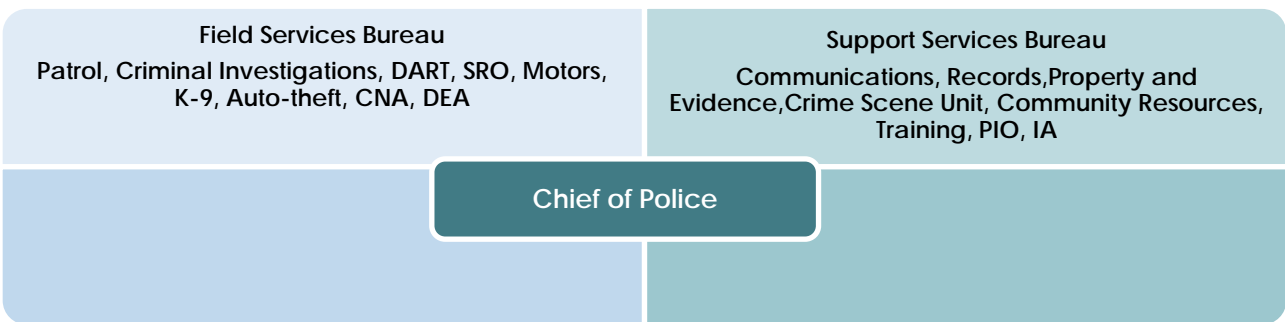 Field Services Bureau
Patrol, Criminal Investigations, DART, SRO, Motors,
K-9, Auto-theft, CNA, DEA
Support Services Bureau
Communications, Records,Property and
Evidence,Crime Scene Unit, Community Resources,
Training, PIO, IA
Chief of Police